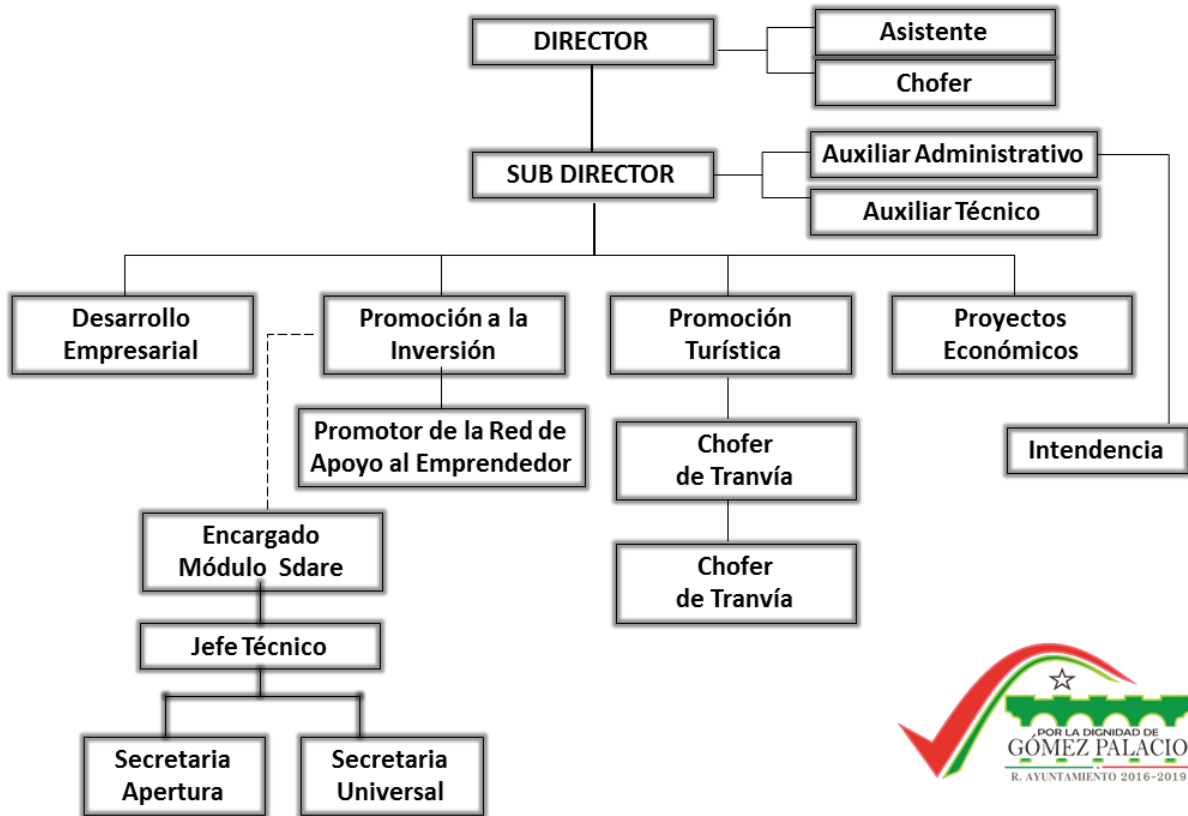 DIRECTOR
Asistente
Chofer
SUB DIRECTOR
Auxiliar Administrativo
Auxiliar Técnico
Desarrollo
Empresarial
Promoción a la
Inversión
Promoción
Turística
Proyectos
Económicos
Promotor de la Red de
Apoyo al Emprendedor
Chofer
de Tranvía
Intendencia
Encargado
Módulo Sdare
Chofer
de Tranvía
Jefe Técnico
Secretaria
Apertura
Secretaria
Universal
POR LA DIGNIDAD DE
GÓMEZ PALACIO
R. AYUNTAMIENTO 2016-2019